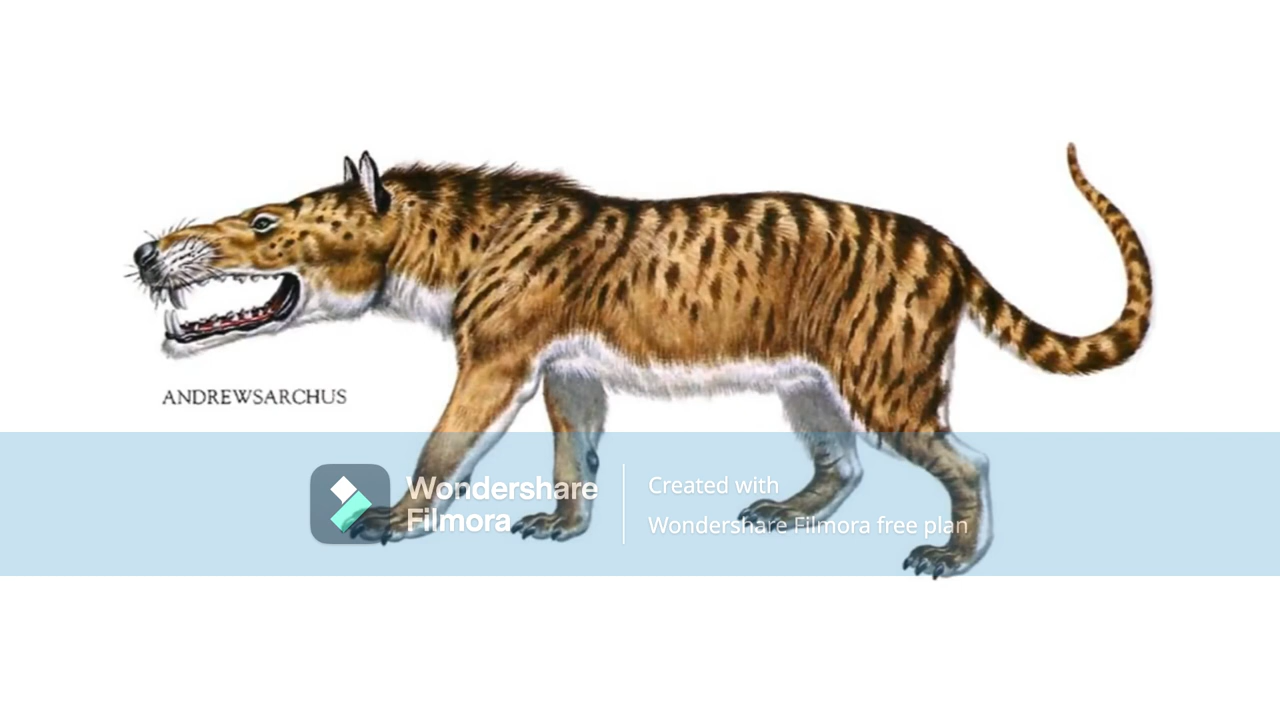 ANDREWSARCHUS
Wondershare
Filmora
Created with
Wondershare Filmora free plan